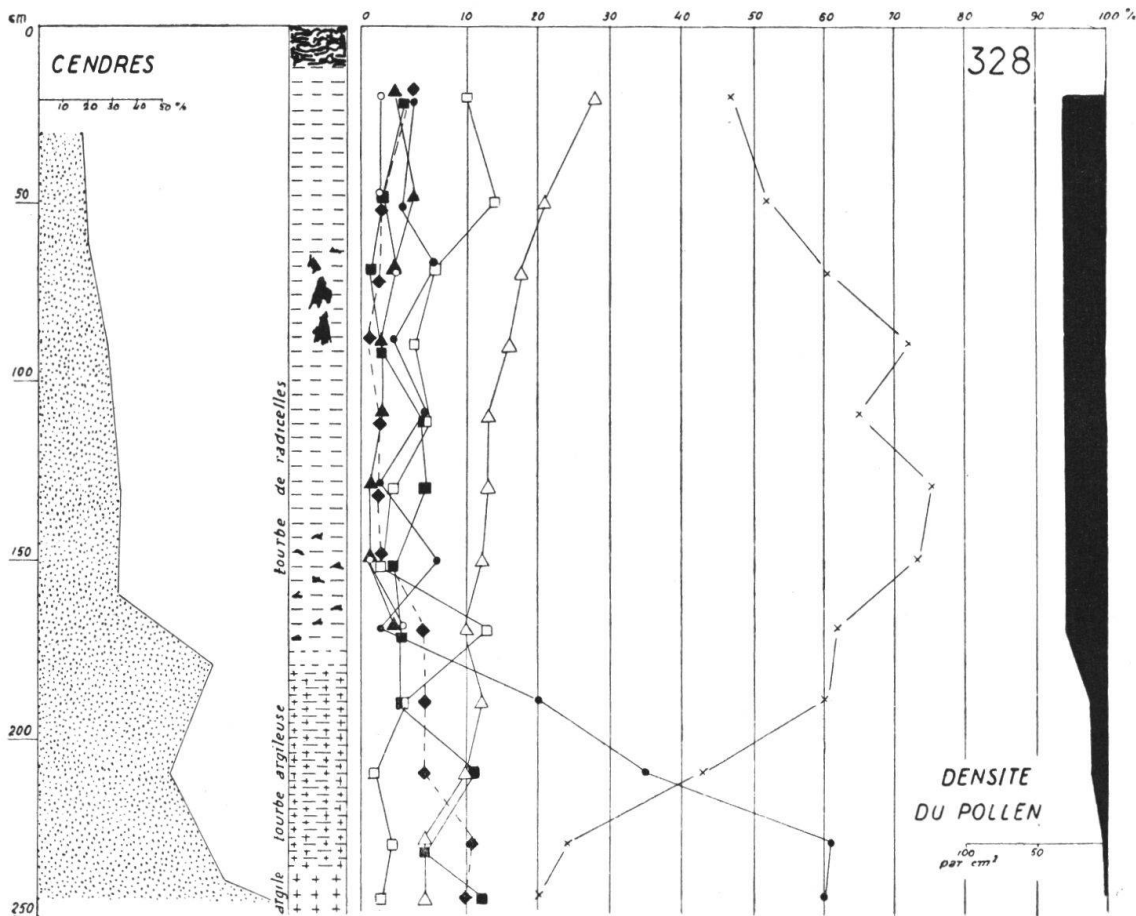 cm
0 10 20 30 40 50 60 70 80 90 100 %
0
CENDRES
10 20 30 40 50 %
328
50
100
150
200
250
tourbe de radicelles
tourbe argileuse
argile
DENSITE
DU POLLEN
100 50
par cm²